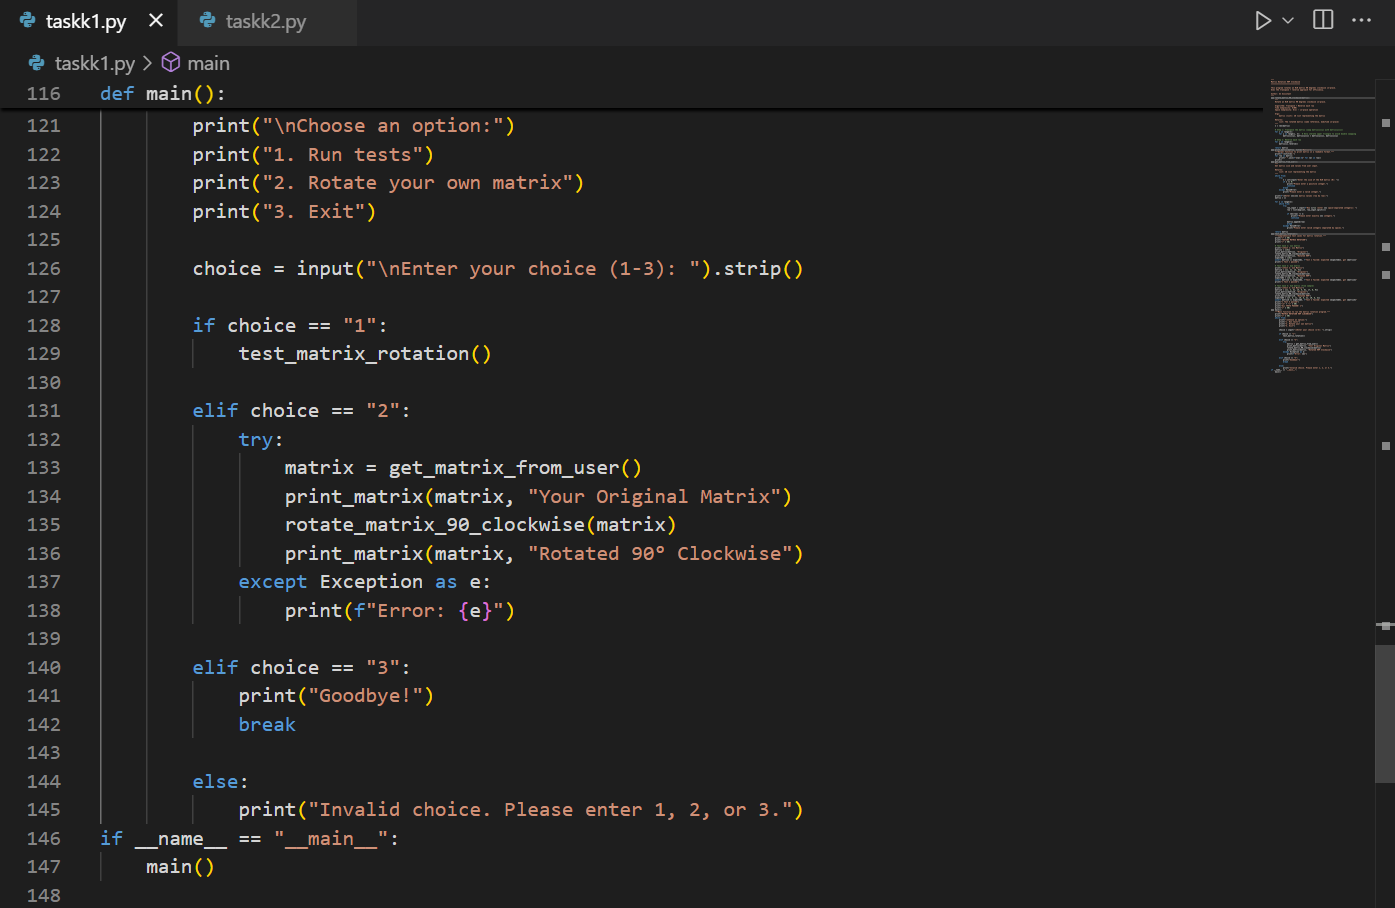 taskk1.py
taskk2.py
taskk1.py > main
116 def main():
121 print("\nChoose an option:")
122 print("1. Run tests")
123 print("2. Rotate your own matrix")
124 print("3. Exit")
125
126 choice = input("\nEnter your choice (1-3): ").strip()
127
128 if choice == "1":
129 test_matrix_rotation()
130
131 elif choice == "2":
132 try:
133 matrix = get_matrix_from_user()
134 print_matrix(matrix, "Your Original Matrix")
135 rotate_matrix_90_clockwise(matrix)
136 print_matrix(matrix, "Rotated 90° Clockwise")
137 except Exception as e:
138 print(f"Error: {e}")
139
140 elif choice == "3":
141 print("Goodbye!")
142 break
143
144 else:
145 print("Invalid choice. Please enter 1, 2, or 3.")
146 if __name__ == "__main__":
147 main()
148